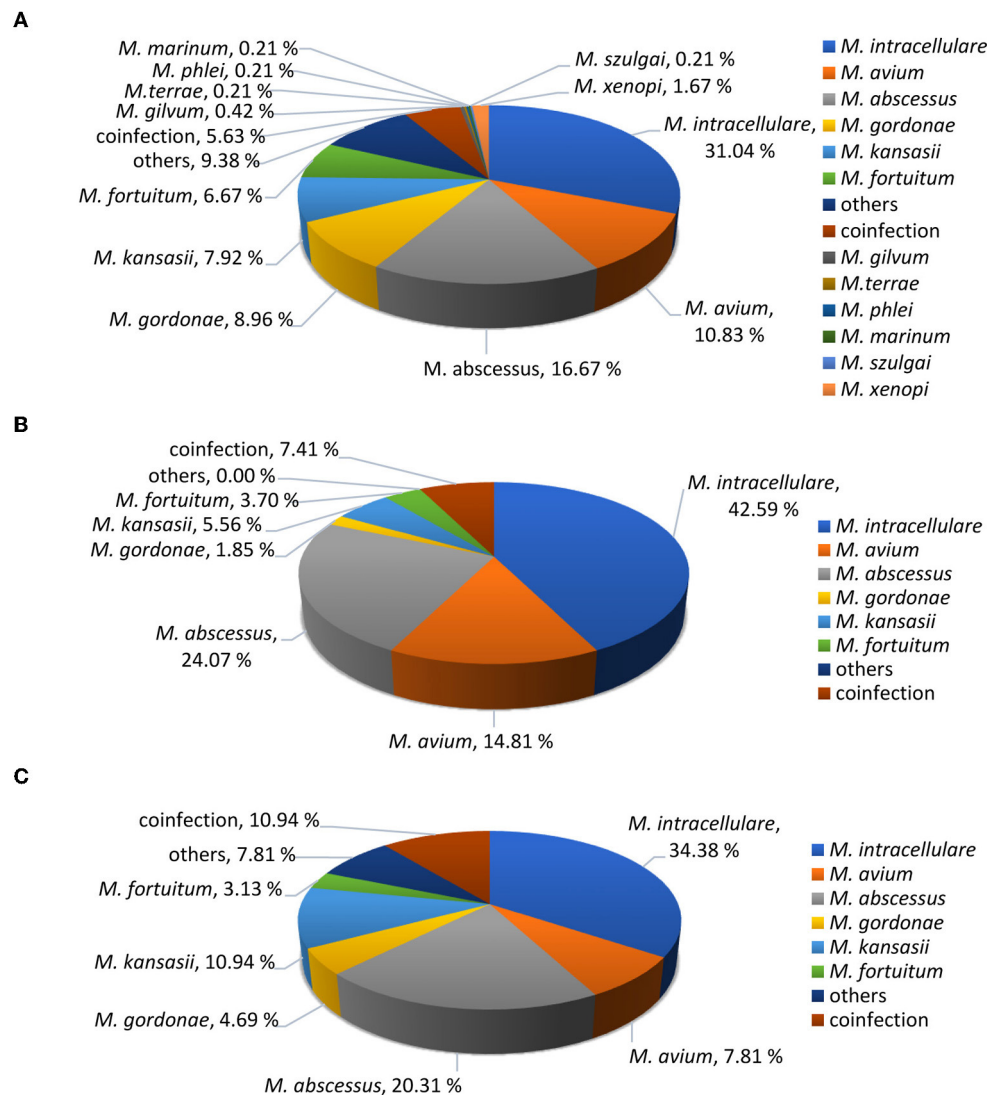 A
M. marinum, 0.21 %
M. phlei, 0.21 %
M.terrae, 0.21 %
M. gilvum, 0.42 %
coinfection, 5.63 %
others, 9.38 %
M. fortuitum, 6.67 %
M. kansasii, 7.92 %
M. gordonae, 8.96 %
M. abscessus, 16.67 %
M. avium,
10.83 %
M. intracellulare,
31.04 %
M. xenopi, 1.67 %
M. szulgai, 0.21 %
M. intracellulare
M. avium
M. abscessus
M. gordonae
M. kansasii
M. fortuitum
others
coinfection
M. gilvum
M.terrae
M. phlei
M. marinum
M. szulgai
M. xenopi
B
coinfection, 7.41 %
others, 0.00 %
M. fortuitum, 3.70 %
M. kansasii, 5.56 %
M. gordonae, 1.85 %
M. abscessus,
24.07 %
M. avium, 14.81 %
M. intracellulare,
42.59 %
M. intracellulare
M. avium
M. abscessus
M. gordonae
M. kansasii
M. fortuitum
others
coinfection
C
coinfection, 10.94 %
others, 7.81 %
M. fortuitum, 3.13 %
M. kansasii, 10.94 %
M. gordonae, 4.69 %
M. abscessus, 20.31 %
M. avium, 7.81 %
M. intracellulare,
34.38 %
M. intracellulare
M. avium
M. abscessus
M. gordonae
M. kansasii
M. fortuitum
others
coinfection